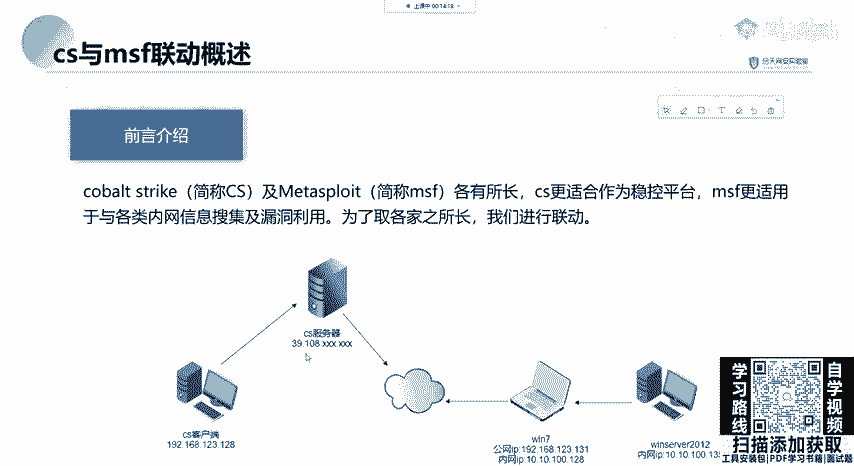 上课中 00:14:19
cs与msf联动概述
合天网安实验室
前言介绍
cobalt strike（简称CS）及Metasploit（简称msf）各有所长，cs更适合作为稳控平台，msf更适用
于与各类内网信息搜集及漏洞利用。为了取各家之所长，我们进行联动。
cs服务器
39.108.xxx.xxx
cs客户端
192.168.123.128
win7
公网ip:192.168.123.131
内网ip:10.10.100.128
winserver2012
内网ip:10.10.100.13
学习路线
自学视频
扫描添加获取
工具安装包|PDF学习书籍|面试题